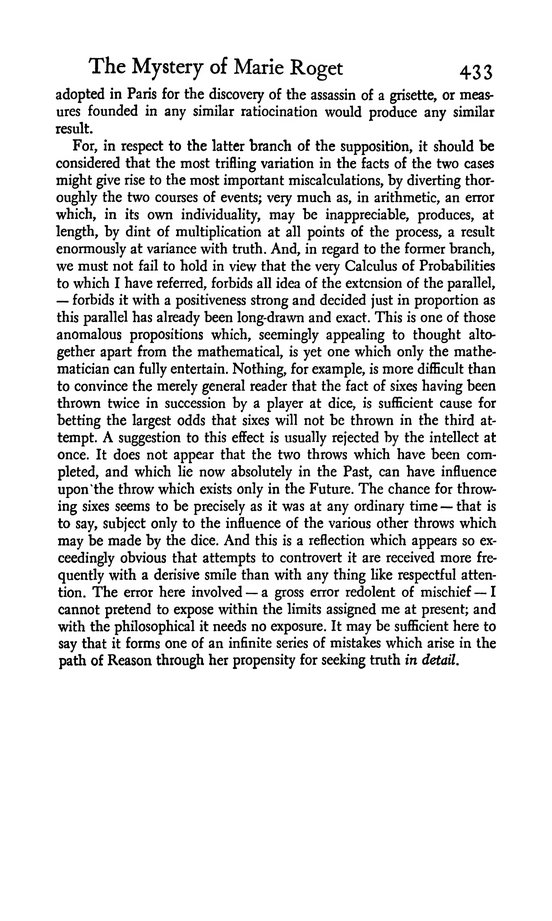 The Mystery of Marie Roget 433
adopted in Paris for the discovery of the assassin of a grisette, or meas-
ures founded in any similar ratiocination would produce any similar
result.
For, in respect to the latter branch of the supposition, it should be
considered that the most trifling variation in the facts of the two cases
might give rise to the most important miscalculations, by diverting thor-
oughly the two courses of events; very much as, in arithmetic, an error
which, in its own individuality, may be inappreciable, produces, at
length, by dint of multiplication at all points of the process, a result
enormously at variance with truth. And, in regard to the former branch,
we must not fail to hold in view that the very Calculus of Probabilities
to which I have referred, forbids all idea of the extension of the parallel,
— forbids it with a positiveness strong and decided just in proportion as
this parallel has already been long-drawn and exact. This is one of those
anomalous propositions which, seemingly appealing to thought alto-
gether apart from the mathematical, is yet one which only the mathe-
matician can fully entertain. Nothing, for example, is more difficult than
to convince the merely general reader that the fact of sixes having been
thrown twice in succession by a player at dice, is sufficient cause for
betting the largest odds that sixes will not be thrown in the third at-
tempt. A suggestion to this effect is usually rejected by the intellect at
once. It does not appear that the two throws which have been com-
pleted, and which lie now absolutely in the Past, can have influence
upon the throw which exists only in the Future. The chance for throw-
ing sixes seems to be precisely as it was at any ordinary time — that is
to say, subject only to the influence of the various other throws which
may be made by the dice. And this is a reflection which appears so ex-
ceedingly obvious that attempts to controvert it are received more fre-
quently with a derisive smile than with any thing like respectful atten-
tion. The error here involved — a gross error redolent of mischief — I
cannot pretend to expose within the limits assigned me at present; and
with the philosophical it needs no exposure. It may be sufficient here to
say that it forms one of an infinite series of mistakes which arise in the
path of Reason through her propensity for seeking truth in detail.